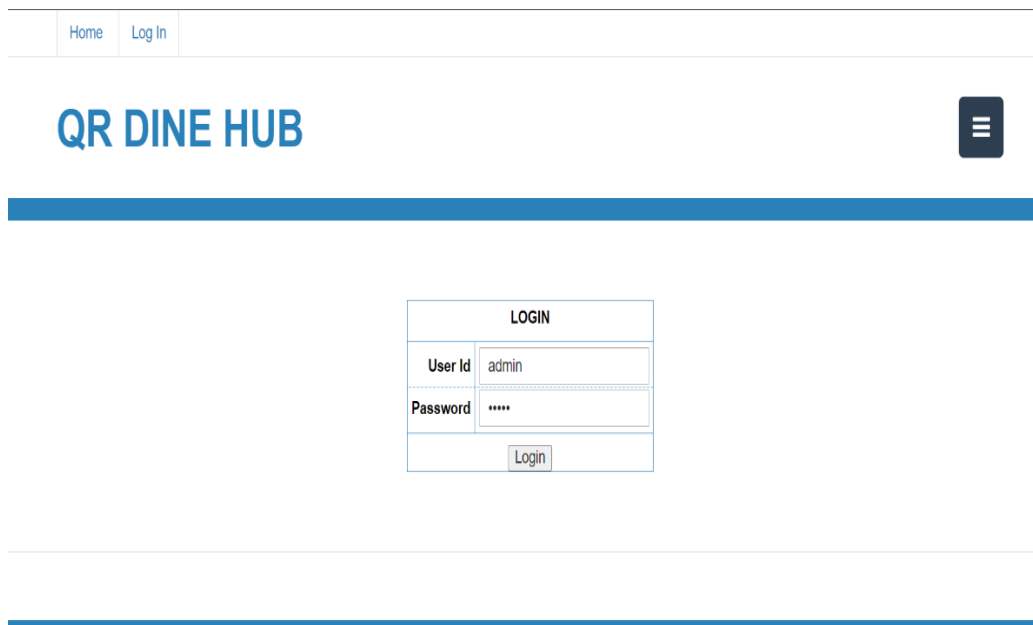 Home Log In
QR DINE HUB
LOGIN
User Id admin
Password •••••
Login